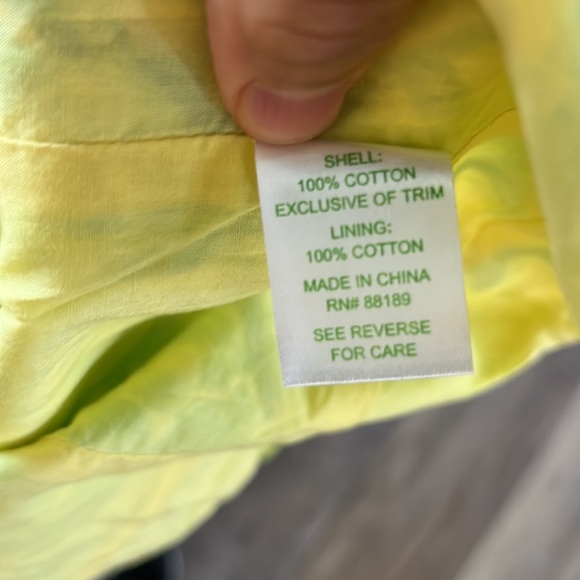 SHELL:
100% COTTON
EXCLUSIVE OF TRIM
LINING:
100% COTTON
MADE IN CHINA
RN# 88189
SEE REVERSE
FOR CARE